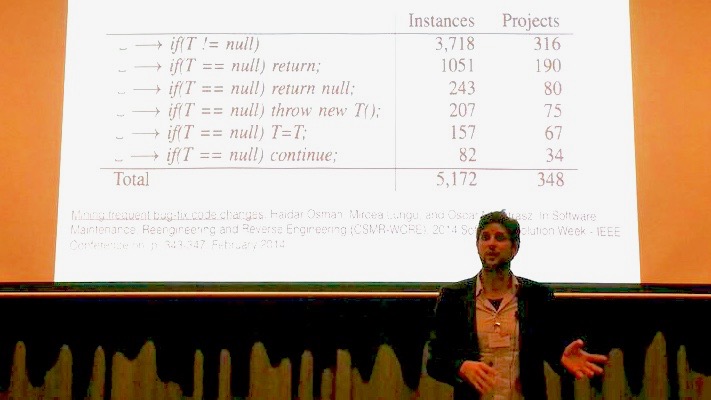 Instances Projects
_ → if(T != null) 3,718 316
_ → if(T == null) return; 1051 190
_ → if(T == null) return null; 243 80
_ → if(T == null) throw new T(); 207 75
_ → if(T == null) T=T; 157 67
_ → if(T == null) continue; 82 34
Total 5,172 348
Mining frequent bug-fix code changes. Haidar Osman, Mircea Lungu, and Oscar In Software
Maintenance, Reengineering and Reverse Engineering (CSMR-WCRE), 2014 Week - IEEE
Conference on, p. 343-347, February 2014